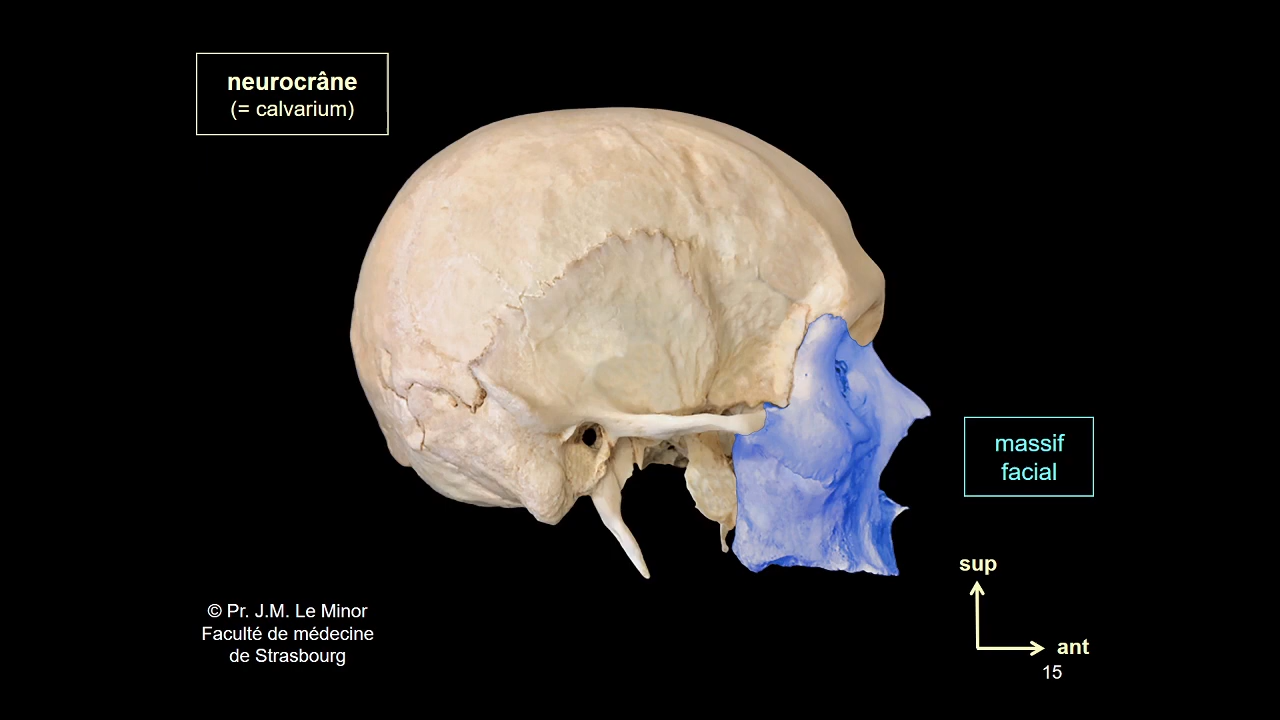 neurocrâne
(= calvarium)
massif
facial
sup
ant
15
© Pr. J.M. Le Minor
Faculté de médecine
de Strasbourg